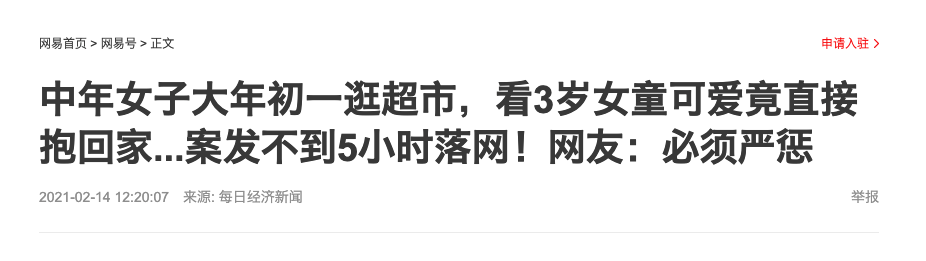 网易首页 > 网易号 > 正文 申请入驻
中年女子大年初一逛超市，看3岁女童可爱竟直接
抱回家...案发不到5小时落网！网友：必须严惩
2021-02-14 12:20:07 来源: 每日经济新闻 举报